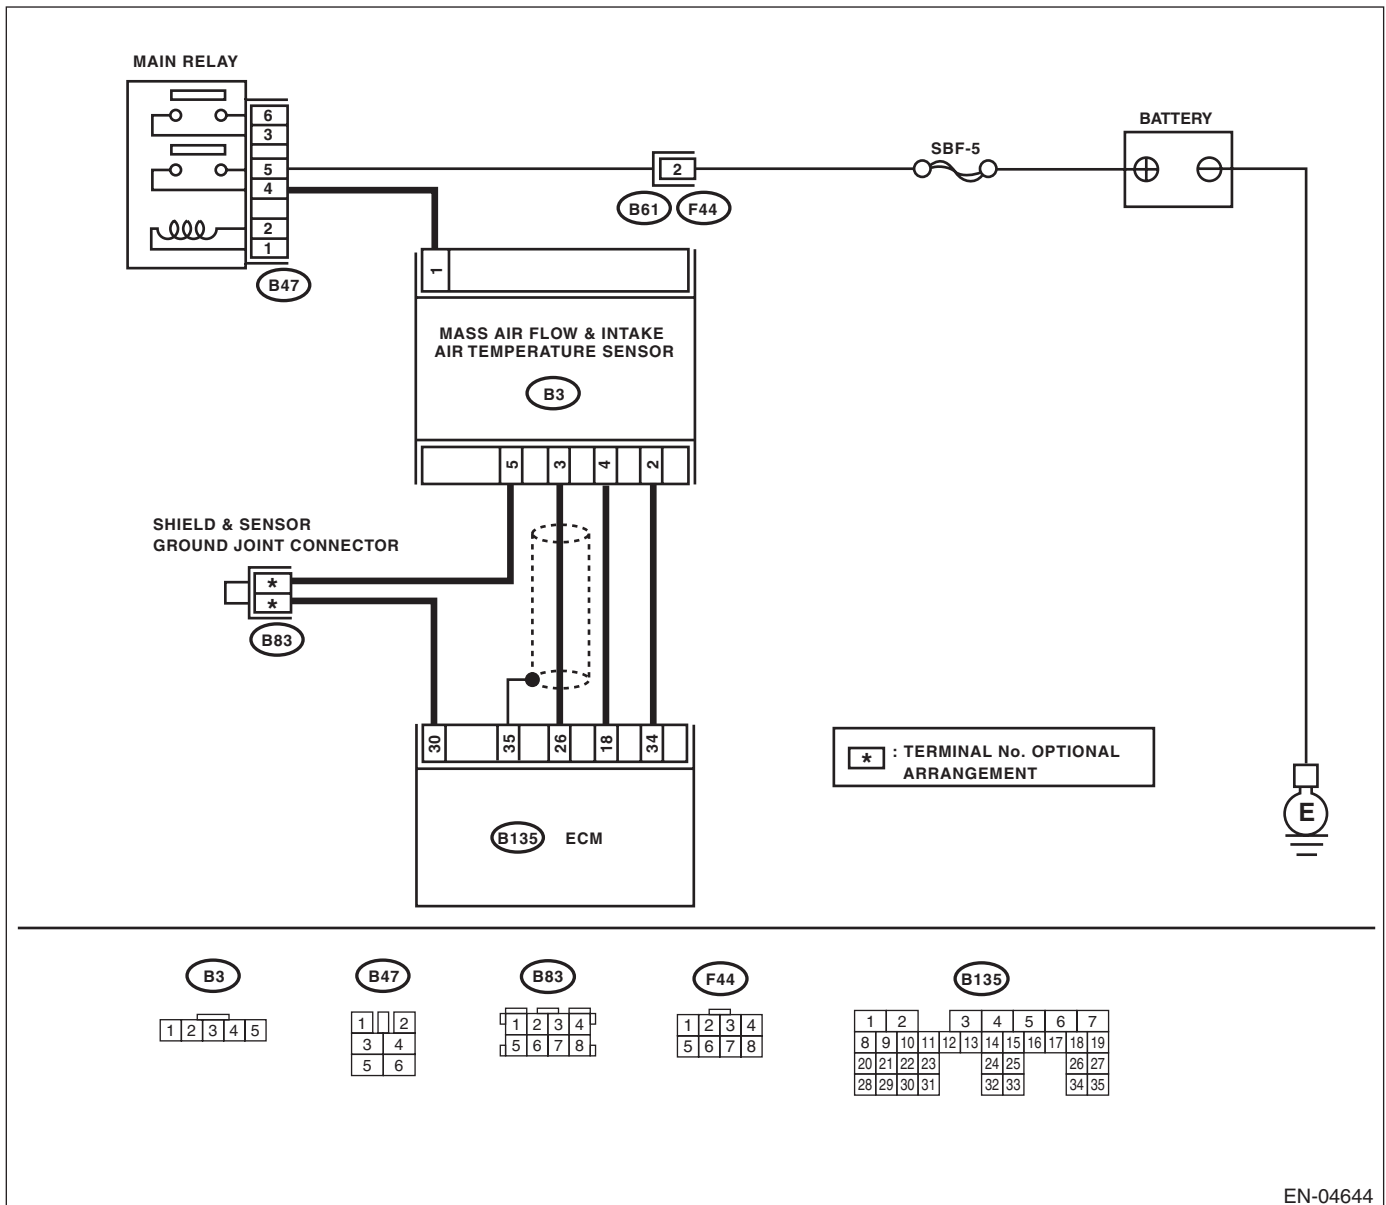 MAIN RELAY
6
3
5
4
2
1
B47
2
B61 F44
SBF-5
BATTERY
1
MASS AIR FLOW & INTAKE
AIR TEMPERATURE SENSOR
B3
5 3 4 2
SHIELD & SENSOR
GROUND JOINT CONNECTOR
*
*
B83
30 35 26 18 34
B135 ECM
* : TERMINAL No. OPTIONAL
ARRANGEMENT
E
B3
1 2 3 4 5
B47
1 2
3 4
5 6
B83
1 2 3 4
5 6 7 8
F44
1 2 3 4
5 6 7 8
B135
1 2 3 4 5 6 7
8 9 10 11 12 13 14 15 16 17 18 19
20 21 22 23 24 25 26 27
28 29 30 31 32 33 34 35
EN-04644